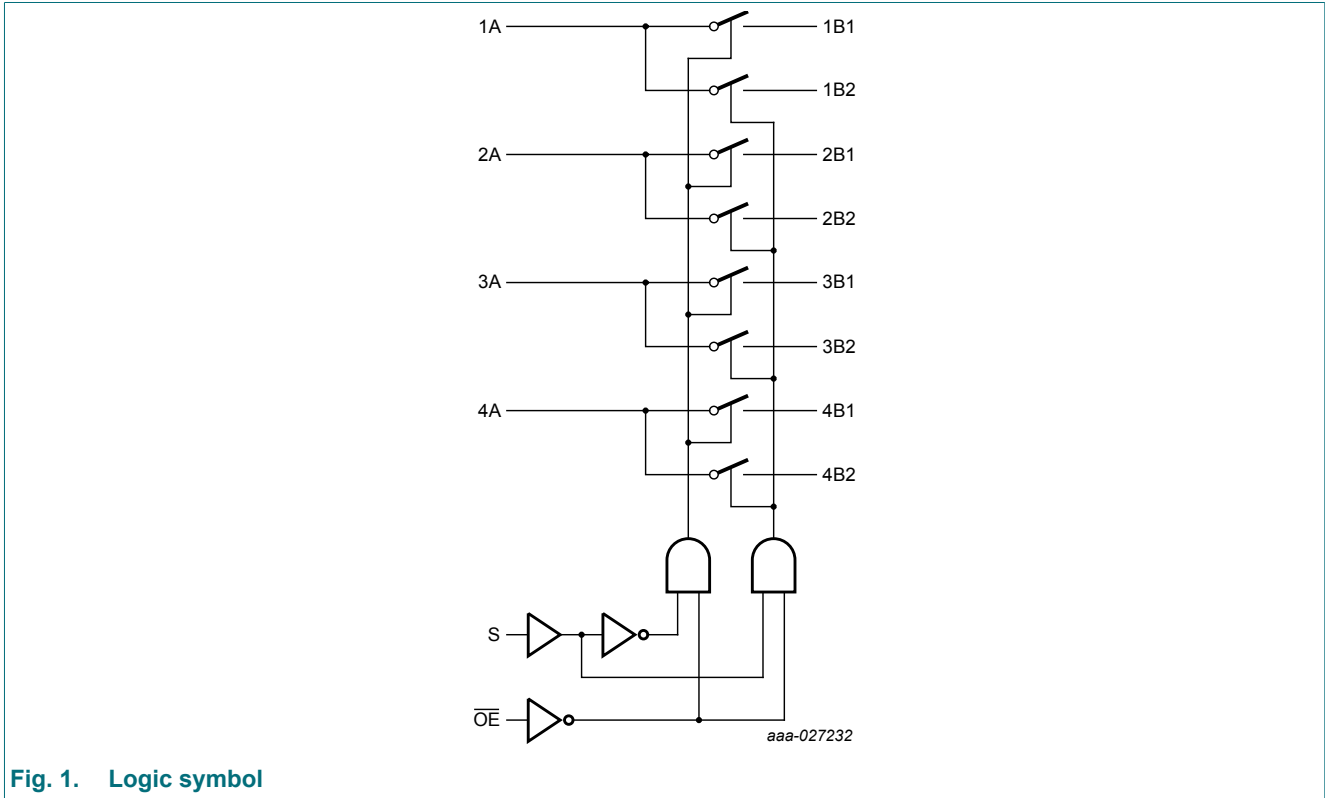 1A 1B1
1B2
2A 2B1
2B2
3A 3B1
3B2
4A 4B1
4B2
S
OE
aaa-027232
Fig. 1. Logic symbol